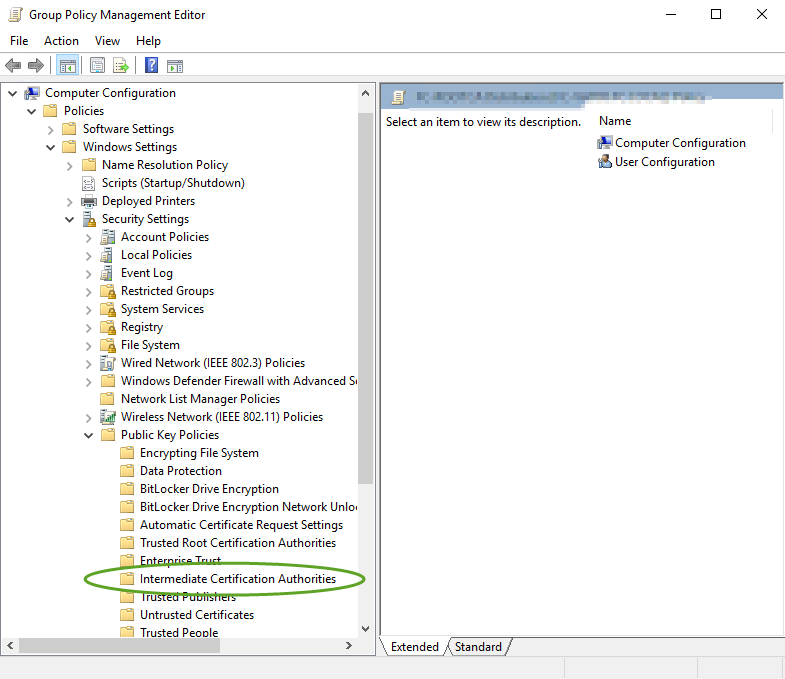 Group Policy Management Editor
File Action View Help
Computer Configuration
Policies
Software Settings
Windows Settings
Name Resolution Policy
Scripts (Startup/Shutdown)
Deployed Printers
Security Settings
Account Policies
Local Policies
Event Log
Restricted Groups
System Services
Registry
File System
Wired Network (IEEE 802.3) Policies
Windows Defender Firewall with Advanced Se
Network List Manager Policies
Wireless Network (IEEE 802.11) Policies
Public Key Policies
Encrypting File System
Data Protection
BitLocker Drive Encryption
BitLocker Drive Encryption Network Unlo
Automatic Certificate Request Settings
Trusted Root Certification Authorities
Enterprise Trust
Intermediate Certification Authorities
Trusted Publishers
Untrusted Certificates
Trusted People
Select an item to view its description.
Name
Computer Configuration
User Configuration
Extended Standard